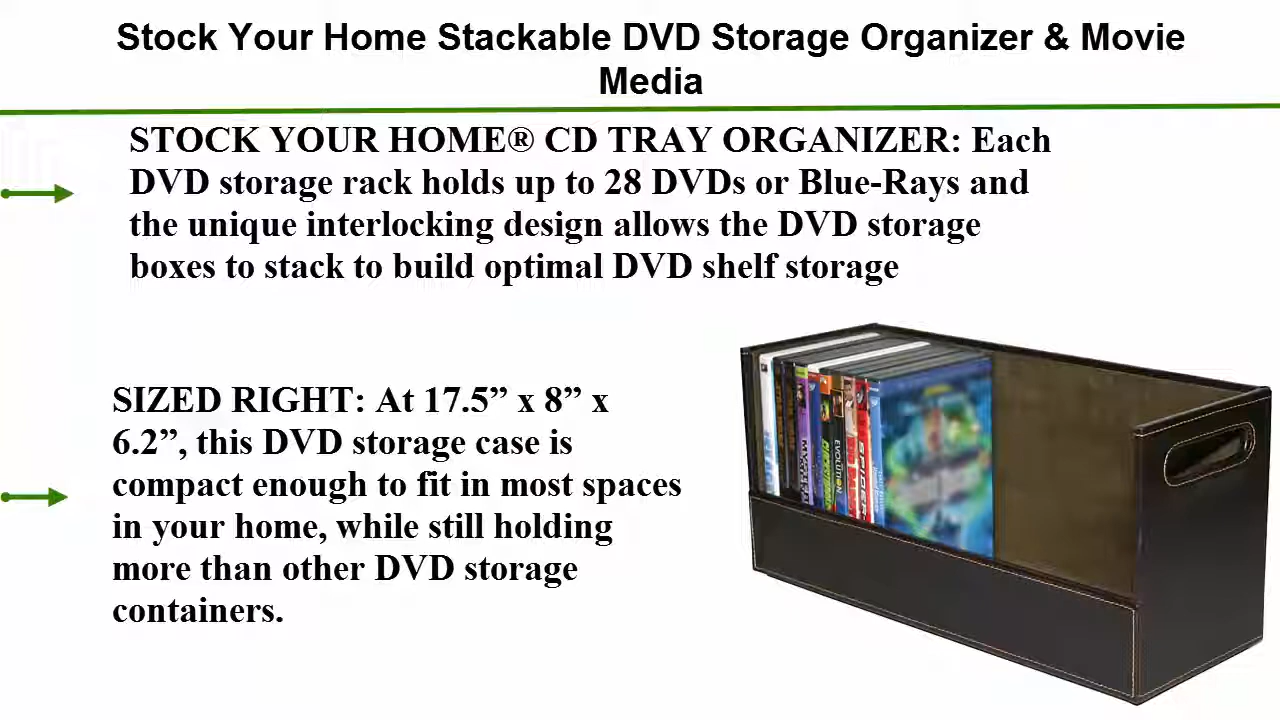 Stock Your Home Stackable DVD Storage Organizer & Movie
Media
STOCK YOUR HOME® CD TRAY ORGANIZER: Each
DVD storage rack holds up to 28 DVDs or Blue-Rays and
the unique interlocking design allows the DVD storage
boxes to stack to build optimal DVD shelf storage
SIZED RIGHT: At 17.5” x 8” x
6.2”, this DVD storage case is
compact enough to fit in most spaces
in your home, while still holding
more than other DVD storage
containers.
EVOLUTION
SPIDER-